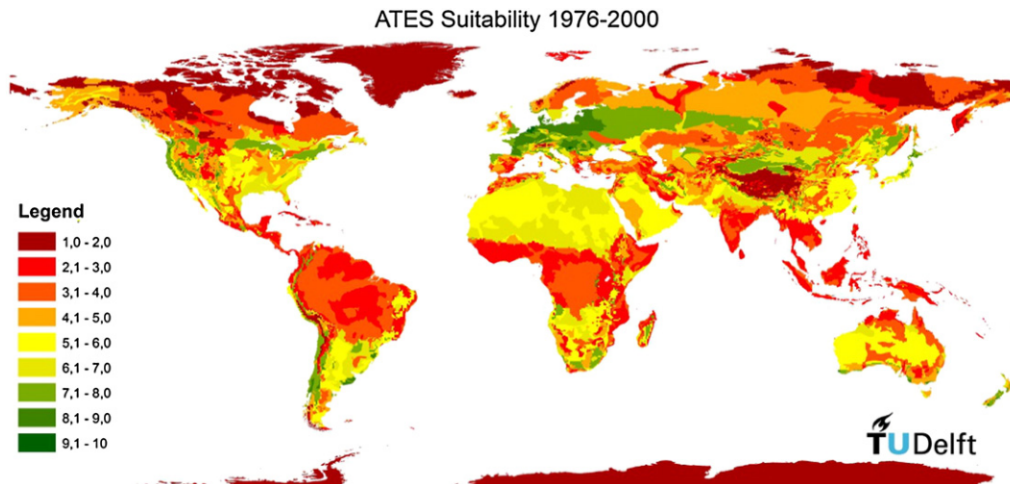 ATES Suitability 1976-2000
Legend
1,0 - 2,0
2,1 - 3,0
3,1 - 4,0
4,1 - 5,0
5,1 - 6,0
6,1 - 7,0
7,1 - 8,0
8,1 - 9,0
9,1 - 10
TUDelft